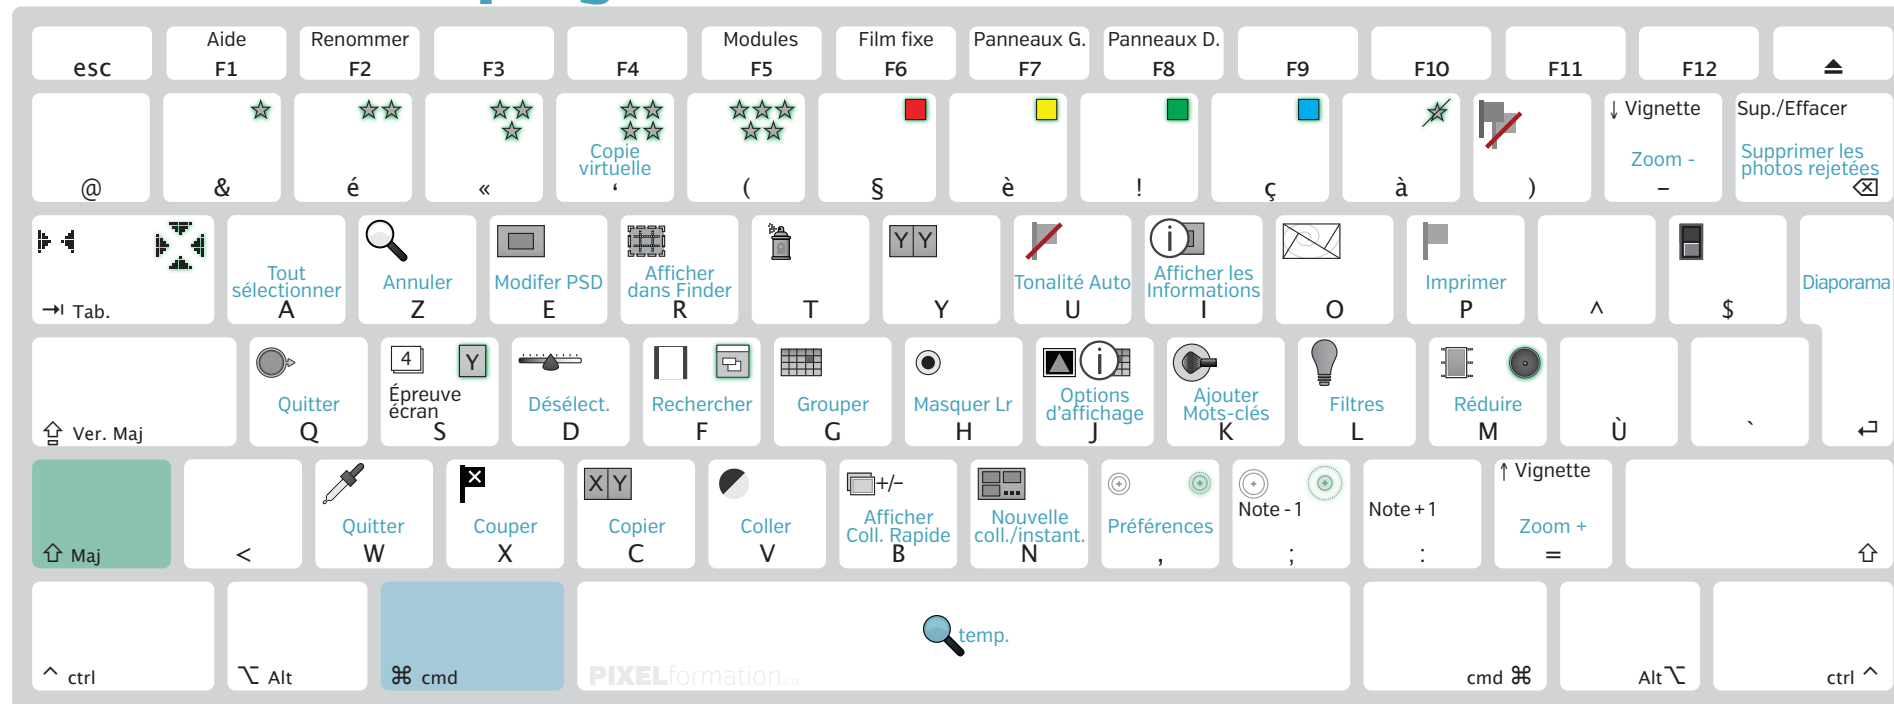 Aide
Renommer
Modules
Film fixe
Panneaux G.
Panneaux D.
esc
F1
F2
F3
F4
F5
F6
F7
F8
F9
F10
F11
F12
↓ Vignette
Sup./Effacer
Copie
virtuelle
Zoom -
Supprimer les
photos rejetées
@
&
é
«
‘
(
§
è
!
ç
à
)
–
Y Y
i
Tout
sélectionner
Annuler
Modifer PSD
Afficher
dans Finder
Tonalité Auto
Afficher les
Informations
Imprimer
Diaporama
Tab.
A
Z
E
R
T
Y
U
I
O
P
^
$
4
Y
i
Épreuve
écran
Quitter
Désélect.
Rechercher
Grouper
Masquer Lr
Options
d'affichage
Ajouter
Mots-clés
Filtres
Réduire
Ver. Maj
Q
S
D
F
G
H
J
K
L
M
Ù
`
X Y
+/–
↑ Vignette
Note - 1
Note + 1
Quitter
Couper
Copier
Coller
Afficher
Coll. Rapide
Nouvelle
coll./instant.
Préférences
Zoom +
Maj
<
W
X
C
V
B
N
,
;
:
=
temp.
^ ctrl
⌥ Alt
⌘ cmd
PIXELformation.ca
cmd ⌘
Alt ⌥
ctrl ^